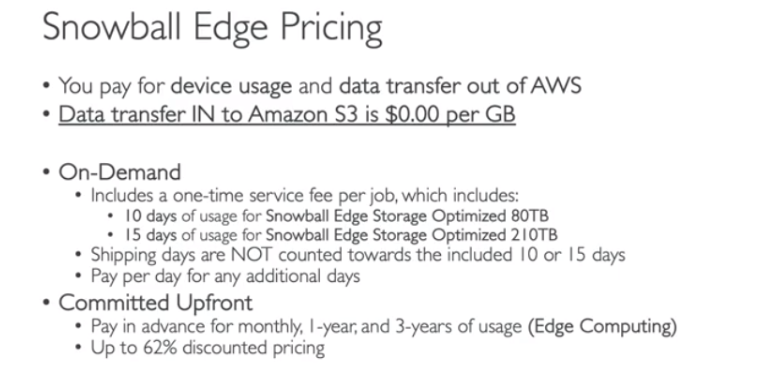 Snowball Edge Pricing
• You pay for device usage and data transfer out of AWS
• Data transfer IN to Amazon S3 is $0.00 per GB
• On-Demand
• Includes a one-time service fee per job, which includes:
• 10 days of usage for Snowball Edge Storage Optimized 80TB
• 15 days of usage for Snowball Edge Storage Optimized 210TB
• Shipping days are NOT counted towards the included 10 or 15 days
• Pay per day for any additional days
• Committed Upfront
• Pay in advance for monthly, 1-year, and 3-years of usage (Edge Computing)
• Up to 62% discounted pricing